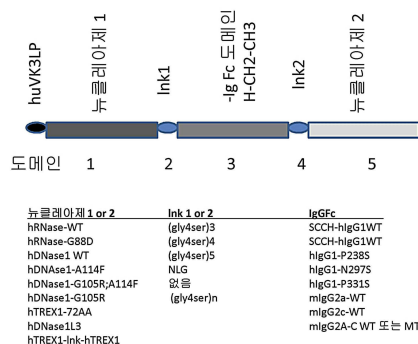 huVK3LP
뉴클레아제 1
lnk1
-Ig Fc 도메인
H-CH2-CH3
lnk2
뉴클레아제 2
도메인 1 2 3 4 5
뉴클레아제 1 or 2 lnk 1 or 2 IgGFc
hRNase-WT (gly4ser)3 SCCH-hIgG1WT
hRNase-G88D (gly4ser)4 SCCH-hIgG1WT
hDNase1 WT (gly4ser)5 hIgG1-P238S
hDNAse1-A114F NLG hIgG1-N297S
hDNase1-G105R;A114F 없음 hIgG1-P331S
hDNase1-G105R (gly4ser)n mIgG2a-WT
hTREX1-72AA mIgG2c-WT
hDNase1L3 mIgG2A-C WT 또는 MT
hTREX1-lnk-hTREX1